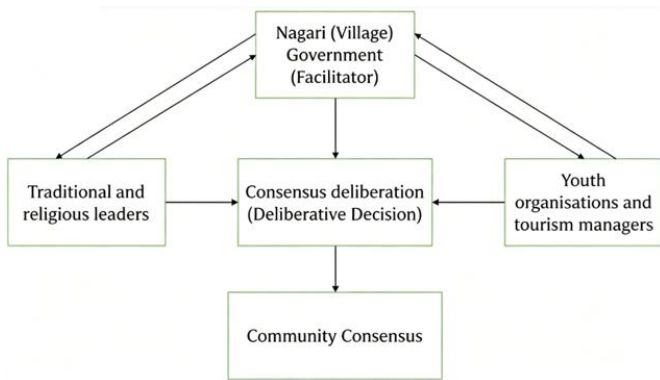 Nagari (Village)
Government
(Facilitator)
Traditional and
religious leaders
Consensus deliberation
(Deliberative Decision)
Youth
organisations and
tourism managers
Community Consensus